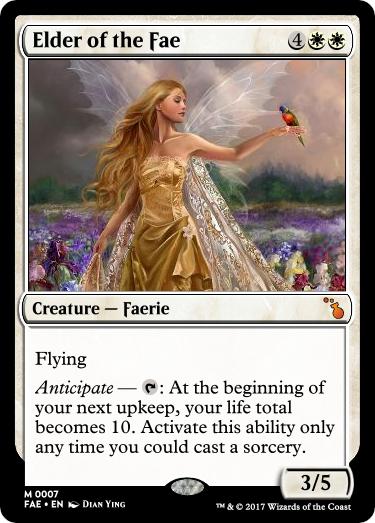 Elder of the Fae 4
Creature — Faerie
Flying
Anticipate — : At the beginning of
your next upkeep, your life total
becomes 10. Activate this ability only
any time you could cast a sorcery.
3/5
M 0007
FAE • EN DIAN YING
™ & © 2017 Wizards of the Coast